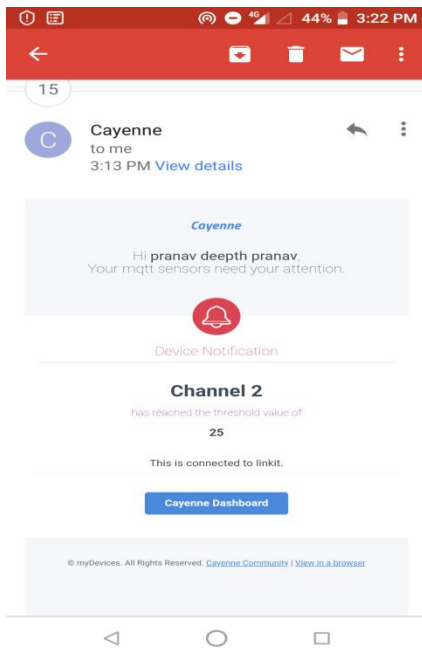 4G 44% 3:22 PM
15
C
Cayenne
to me
3:13 PM View details
Cayenne
Hi pranav deepth pranav,
Your mqtt sensors need your attention.
Device Notification
Channel 2
has reached the threshold value of
25
This is connected to linkit.
Cayenne Dashboard
© myDevices. All Rights Reserved. Cayenne Community | View in a browser